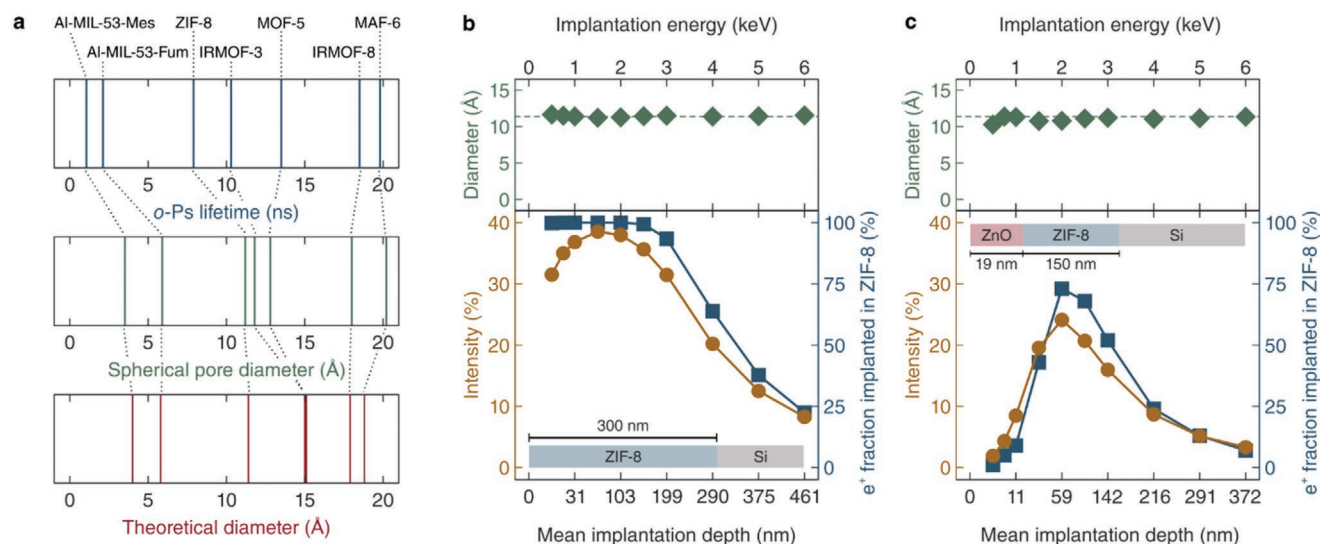 a
Al-MIL-53-Mes ZIF-8 MOF-5 MAF-6
Al-MIL-53-Fum IRMOF-3 IRMOF-8
0 5 10 15 20
o-Ps lifetime (ns)
0 5 10 15 20
Spherical pore diameter (Å)
0 5 10 15 20
Theoretical diameter (Å)
b
Implantation energy (keV)
0 1 2 3 4 5 6
Diameter (Å)
15
10
5
0
Intensity (%)
40
30
20
10
0
e⁺ fraction implanted in ZIF-8 (%)
100
75
50
25
0
300 nm
ZIF-8 Si
0 31 103 199 290 375 461
Mean implantation depth (nm)
c
Implantation energy (keV)
0 1 2 3 4 5 6
Diameter (Å)
15
10
5
0
Intensity (%)
40
30
20
10
0
e⁺ fraction implanted in ZIF-8 (%)
100
75
50
25
0
ZnO ZIF-8 Si
19 nm 150 nm
0 11 59 142 216 291 372
Mean implantation depth (nm)